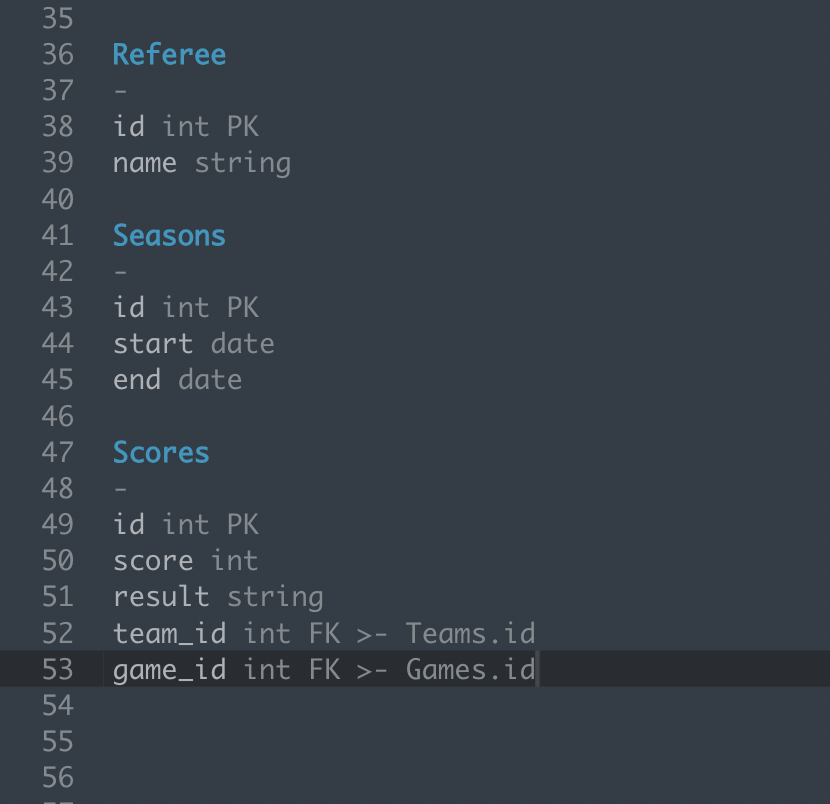 35
36 Referee
37 -
38 id int PK
39 name string
40
41 Seasons
42 -
43 id int PK
44 start date
45 end date
46
47 Scores
48 -
49 id int PK
50 score int
51 result string
52 team_id int FK >- Teams.id
53 game_id int FK >- Games.id
54
55
56